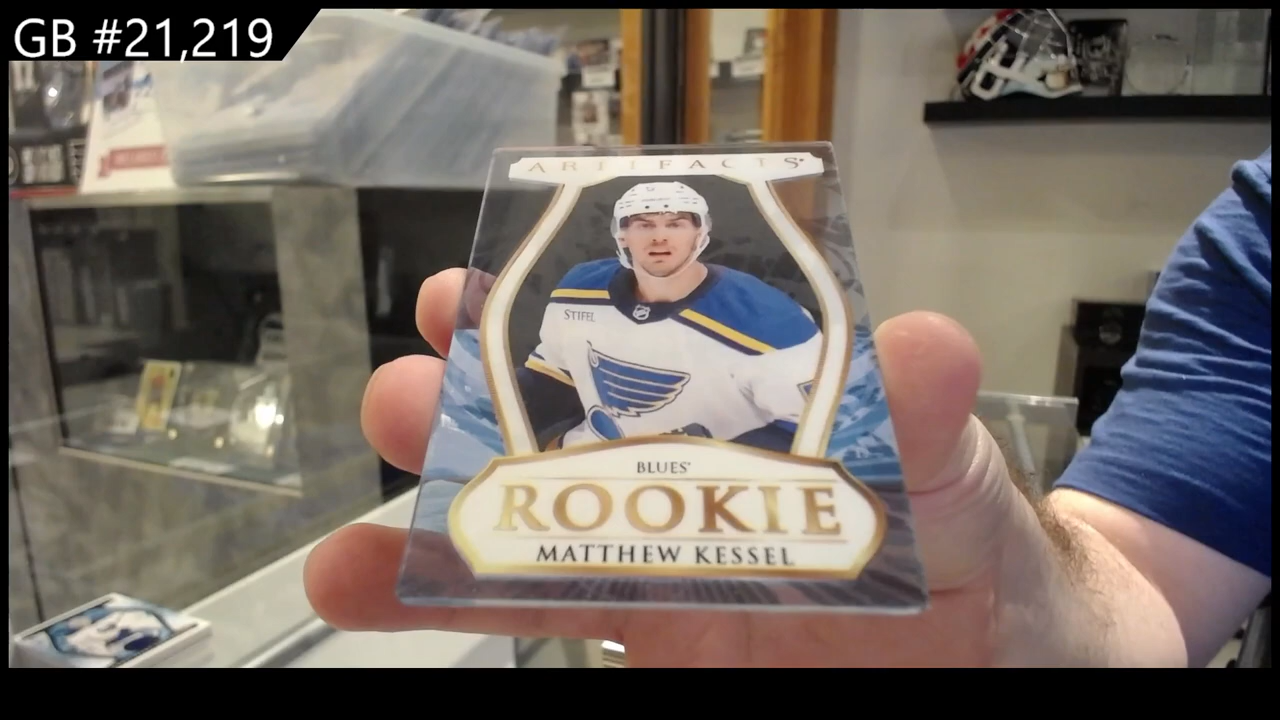 GB #21,219
ARTIFACTS
STIFEL
BLUES'
ROOKIE
MATTHEW KESSEL